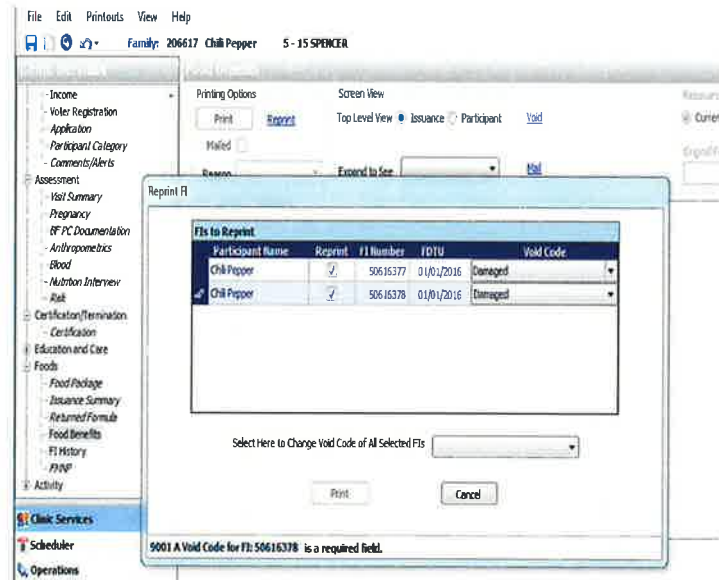 File Edit Printouts View Help
Family: 206617 Chili Pepper 5 - 15 SPENCER
Income
Voter Registration
Application
Participant Category
Comments/Alerts
Assessment
Visit Summary
Pregnancy
BF PC Documentation
Anthropometrics
Blood
Nutrition Interview
Risk
Certification/Termination
Certification
Education and Care
Foods
Food Package
Issuance Summary
Returned Formula
Food Benefits
FI History
FMNP
Activity
Clinic Services
Scheduler
Operations
Printing Options
Print Reprint
Mailed
Reason
Screen View
Top Level View Issuance Participant
Expand to See
Void
Mail
Reprint FI
FIs to Reprint
Participant Name Reprint FI Number FDTU Void Code
Chili Pepper 50616377 01/01/2016 Damaged
Chili Pepper 50616378 01/01/2016 Damaged
Select Here to Change Void Code of All Selected FIs
Print Cancel
9001 A Void Code for FI: 50616378 is a required field.